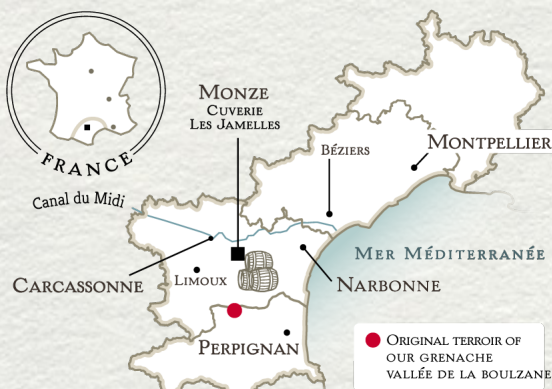 FRANCE
MONZE
CUVERIE
LES JAMELLES
BÉZIERS
MONTPELLIER
Canal du Midi
MER MÉDITERRANÉE
CARCASSONNE
LIMOUX
NARBONNE
PERPIGNAN
ORIGINAL TERROIR OF
OUR GRENACHE
VALLÉE DE LA BOULZANE